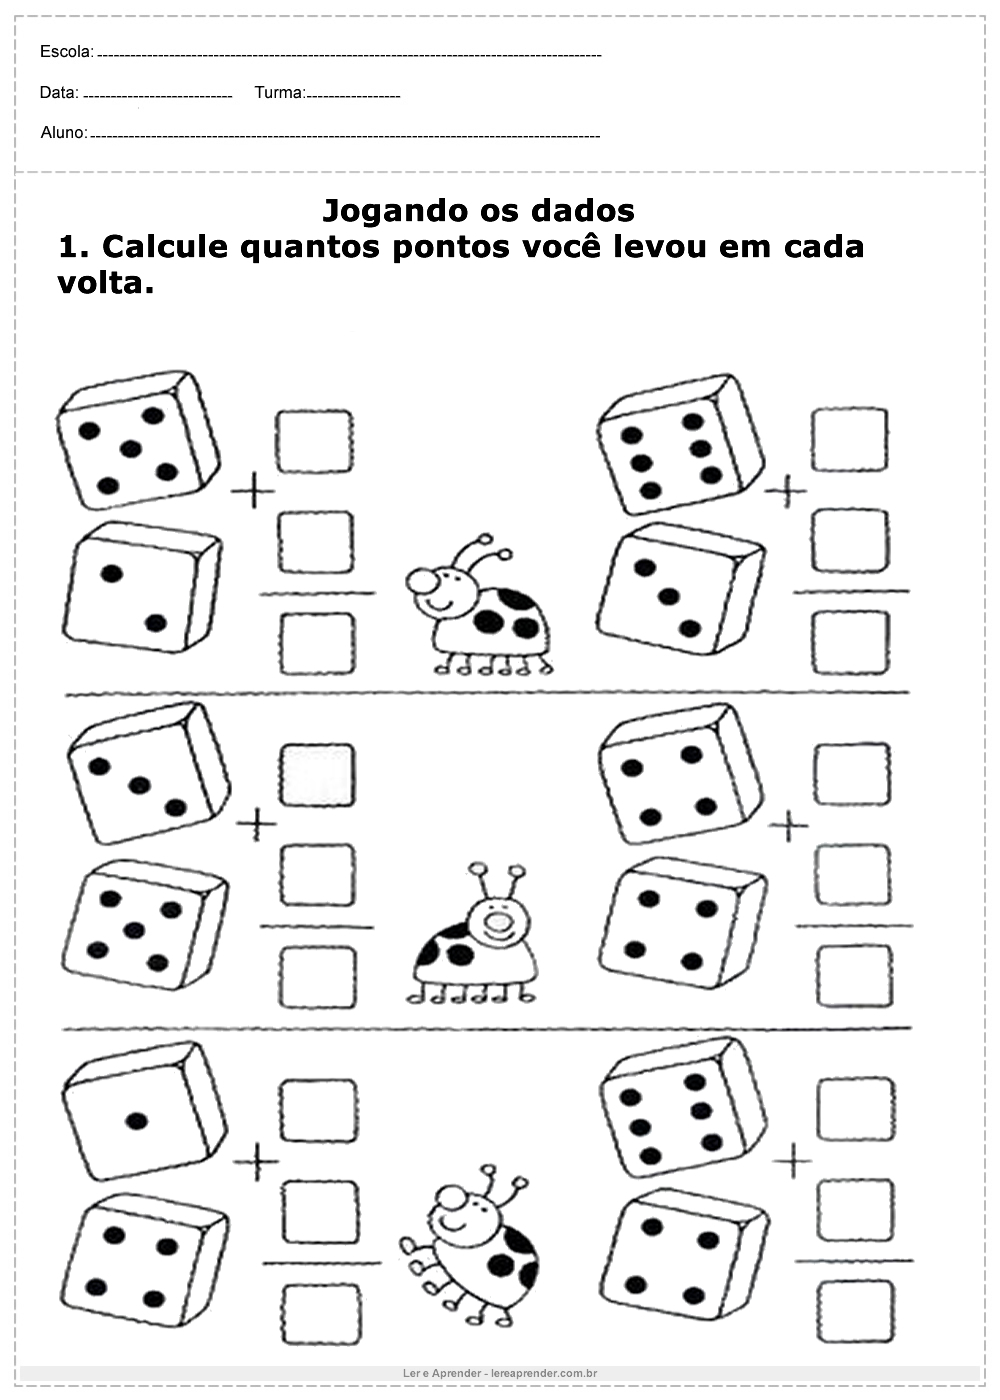 Escola:
Data: Turma:
Aluno:
Jogando os dados
1. Calcule quantos pontos você levou em cada
volta.
+ +
+ +
+ +
Ler e Aprender - lereaprender.com.br